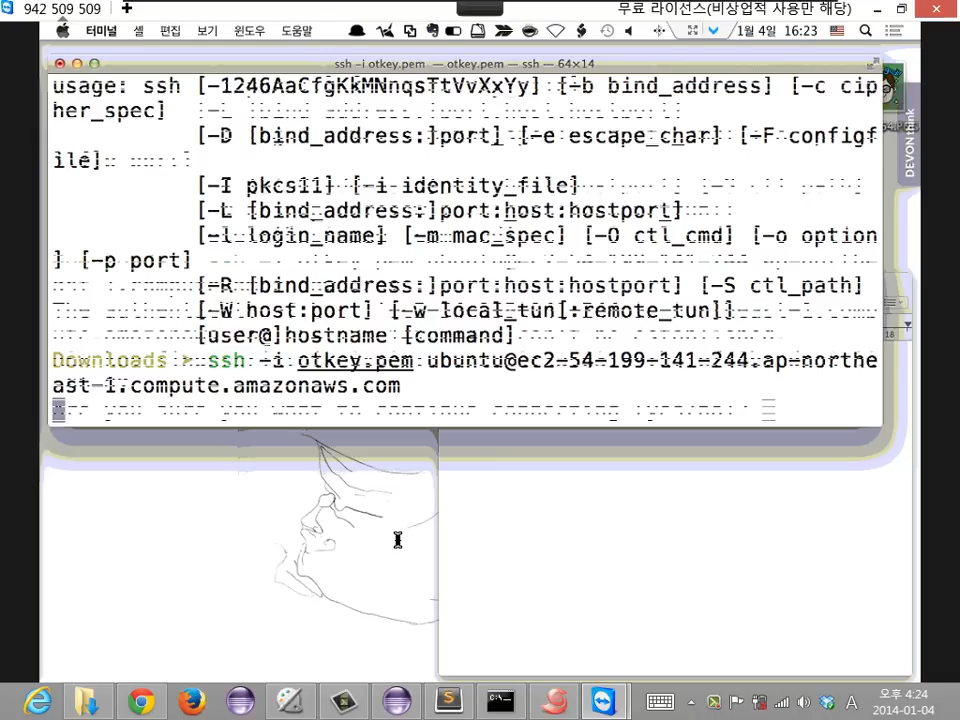 942 509 509
무료 라이선스(비상업적 사용만 해당)
터미널 셸 편집 보기 윈도우 도움말
1월 4일 16:23
ssh -i otkey.pem — otkey.pem — ssh — 64×14
usage: ssh [-1246AaCfgKkMNnqsTtVvXxYy] [-b bind_address] [-c cip
her_spec]
[-D [bind_address:]port] [-e escape_char] [-F configf
ile]
[-I pkcs11] [-i identity_file]
[-L [bind_address:]port:host:hostport]
[-l login_name] [-m mac_spec] [-O ctl_cmd] [-o option
] [-p port]
[-R [bind_address:]port:host:hostport] [-S ctl_path]
[-W host:port] [-w local_tun[:remote_tun]]
[user@]hostname [command]
Downloads > ssh -i otkey.pem ubuntu@ec2-54-199-141-244.ap-northe
ast-1.compute.amazonaws.com
DEVONthink
18
A
오후 4:24
2014-01-04